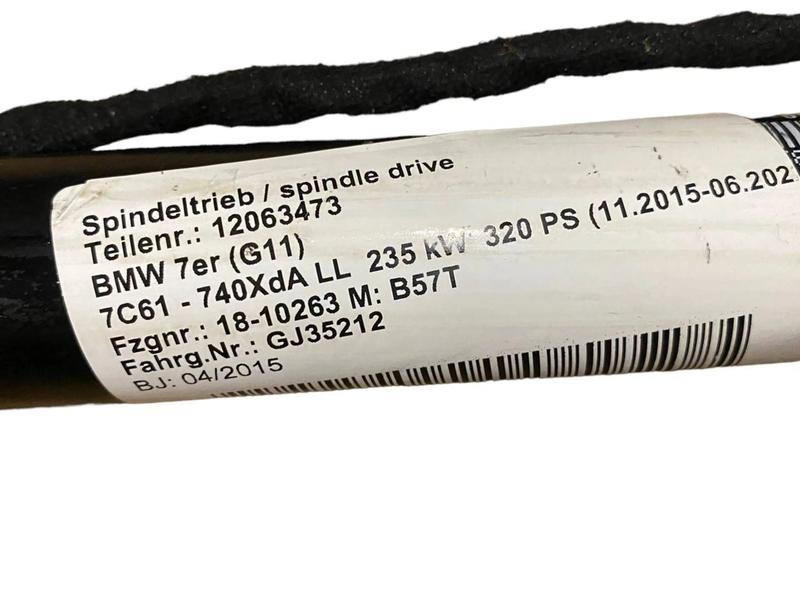 Spindeltrieb / spindle drive
Teilenr.: 12063473
BMW 7er (G11)
7C61 - 740XdA LL 235 kW 320 PS (11.2015-06.202
Fzgnr.: 18-10263 M: B57T
Fahrg.Nr.: GJ35212
BJ: 04/2015